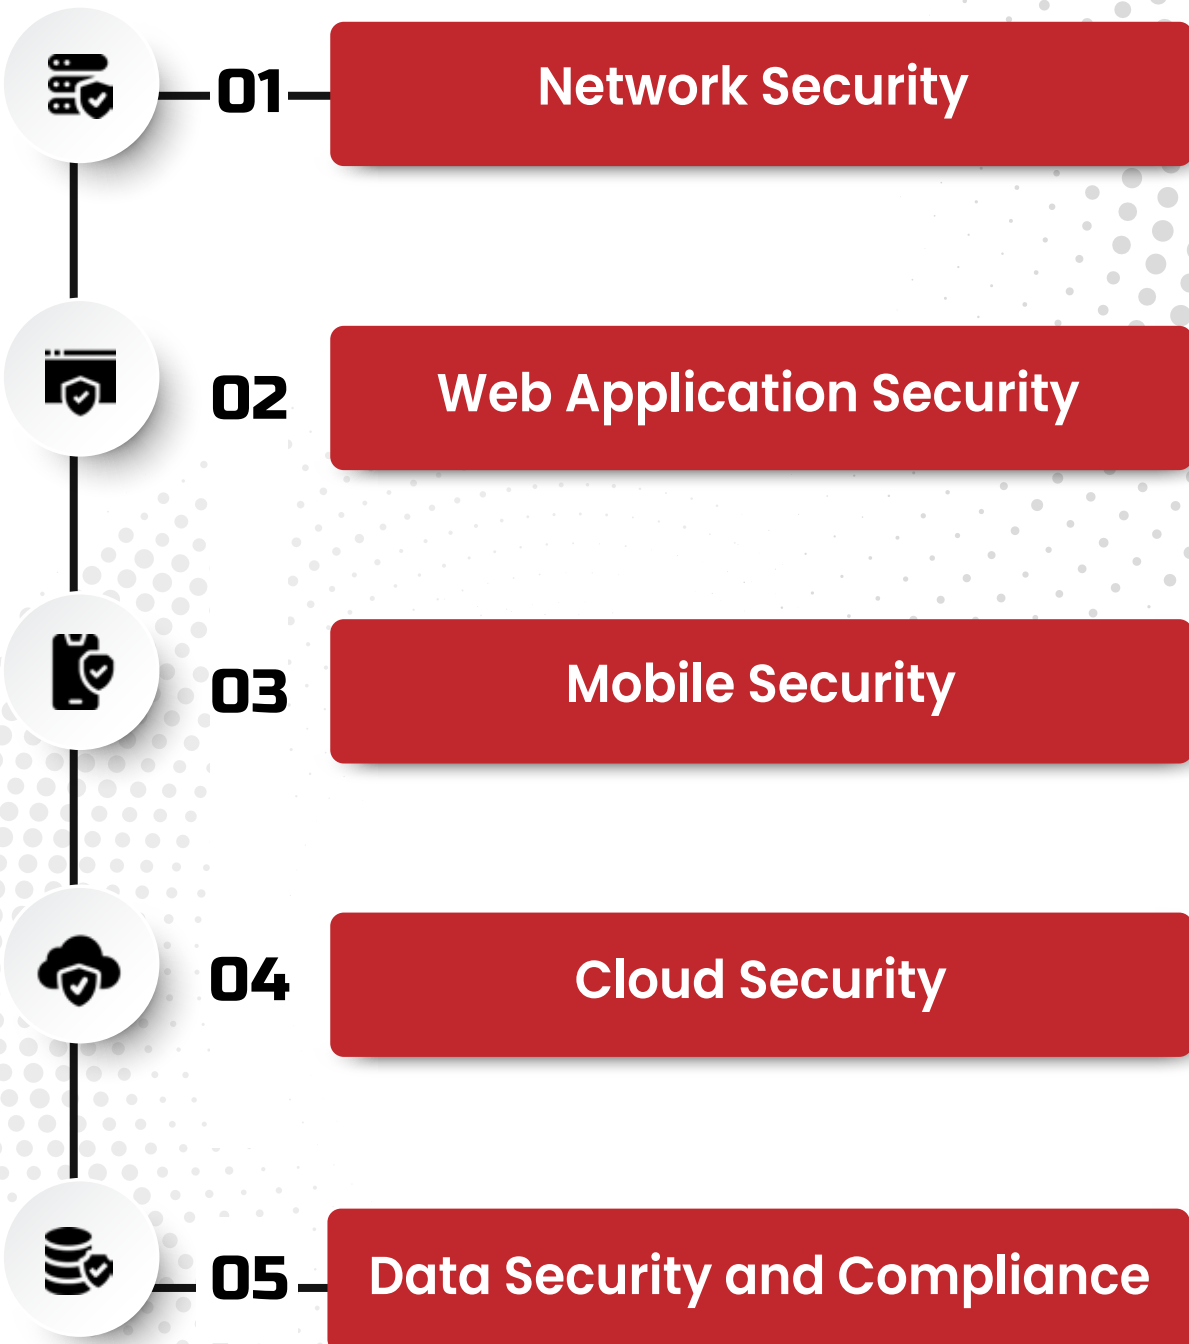 01
Network Security
02
Web Application Security
03
Mobile Security
04
Cloud Security
05
Data Security and Compliance